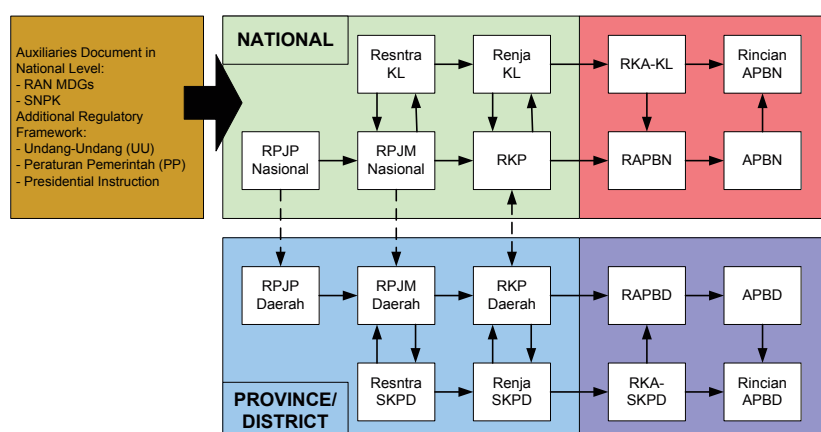 Auxiliaries Document in
National Level:
- RAN MDGs
- SNPK
Additional Regulatory
Framework:
- Undang-Undang (UU)
- Peraturan Pemerintah (PP)
- Presidential Instruction
NATIONAL
Resntra
KL
Renja
KL
RKA-KL
Rincian
APBN
RPJP
Nasional
RPJM
Nasional
RKP
RAPBN
APBN
RPJP
Daerah
RPJM
Daerah
RKP
Daerah
RAPBD
APBD
PROVINCE/
DISTRICT
Resntra
SKPD
Renja
SKPD
RKA-
SKPD
Rincian
APBD